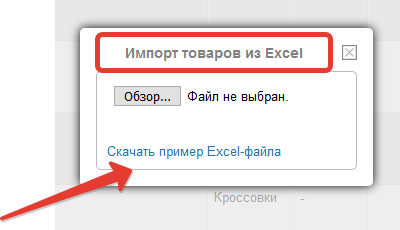 Импорт товаров из Excel
Обзор... Файл не выбран.
Скачать пример Excel-файла
Кроссовки -